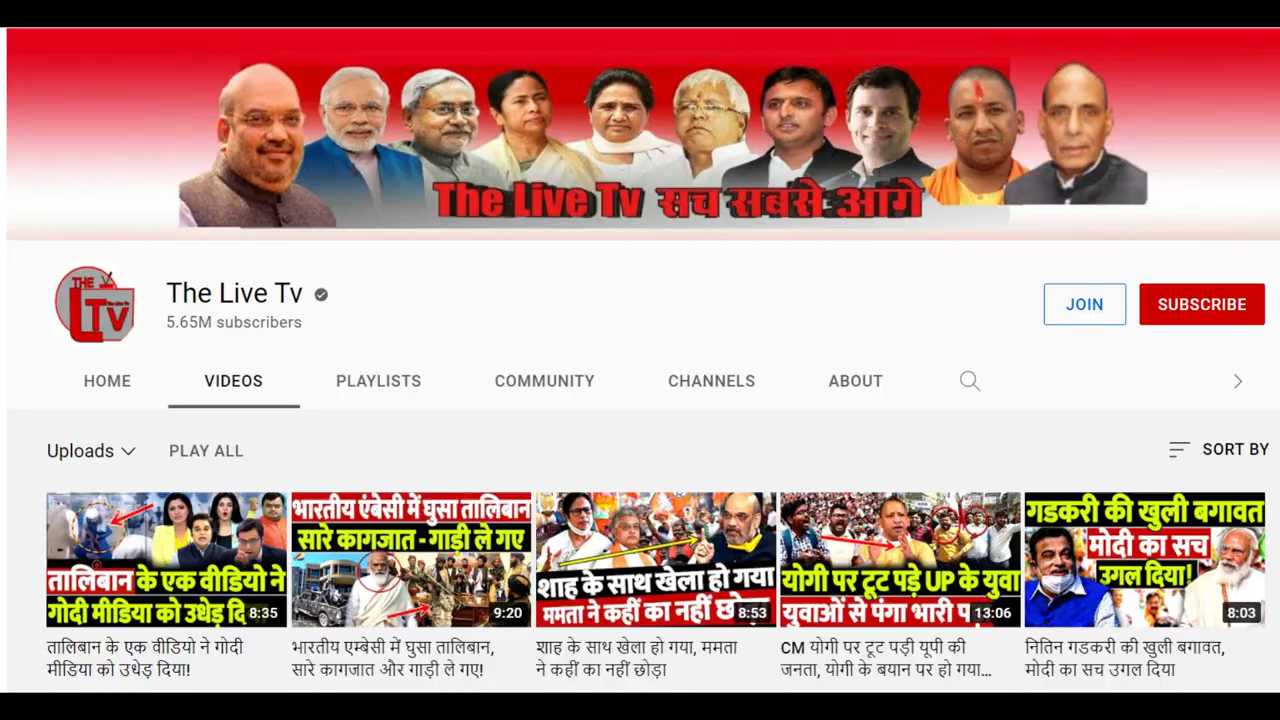 The Live Tv सच सबसे आगे
THE
LTV
The Live Tv
The Live Tv
5.65M subscribers
JOIN
SUBSCRIBE
HOME
VIDEOS
PLAYLISTS
COMMUNITY
CHANNELS
ABOUT
Uploads
PLAY ALL
SORT BY
तालिबान के एक वीडियो ने
गोदी मीडिया को उधेड़ दि
8:35
तालिबान के एक वीडियो ने गोदी
मीडिया को उधेड़ दिया!
भारतीय एंबेसी में घुसा तालिबान
सारे कागजात - गाड़ी ले गए
9:20
भारतीय एम्बेसी में घुसा तालिबान,
सारे कागजात और गाड़ी ले गए!
शाह के साथ खेला हो गया
ममता ने कहीं का नहीं
8:53
शाह के साथ खेला हो गया, ममता
ने कहीं का नहीं छोड़ा
योगी पर टूट पड़े UP के युवा
युवाओं से पंगा भारी
13:06
CM योगी पर टूट पड़ी यूपी की
जनता, योगी के बयान पर हो गया...
गडकरी की खुली बगावत
मोदी का सच
उगल दिया!
8:03
नितिन गडकरी की खुली बगावत,
मोदी का सच उगल दिया